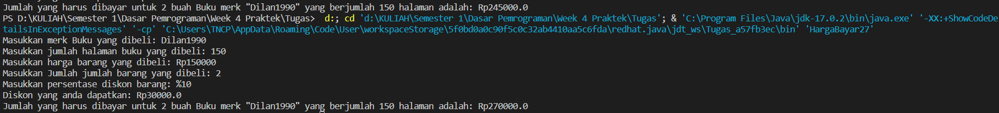 Jumlah yang harus dibayar untuk 2 buah Buku merk "Dilan1990" yang berjumlah 150 halaman adalah: Rp245000.0
PS D:\KULIAH\Semester 1\Dasar Pemrograman\Week 4 Praktek\Tugas>  d:; cd 'd:\KULIAH\Semester 1\Dasar Pemrograman\Week 4 Praktek\Tugas'; & 'C:\Program Files\Java\jdk-17.0.2\bin\java.exe' '-XX:+ShowCodeDe
tailsInExceptionMessages' '-cp' 'C:\Users\TNCP\AppData\Roaming\Code\User\workspaceStorage\5f0bd0a0c90f5c0c32ab4410aa5c6fda\redhat.java\jdt_ws\Tugas_a57fb3ec\bin' 'HargaBayar27'
Masukkan merk Buku yang dibeli: Dilan1990
Masukkan jumlah halaman buku yang dibeli: 150
Masukkan harga barang yang dibeli: Rp150000
Masukkan Jumlah jumlah barang yang dibeli: 2
Masukkan persentase diskon barang: %10
Diskon yang anda dapatkan: Rp30000.0
Jumlah yang harus dibayar untuk 2 buah Buku merk "Dilan1990" yang berjumlah 150 halaman adalah: Rp270000.0